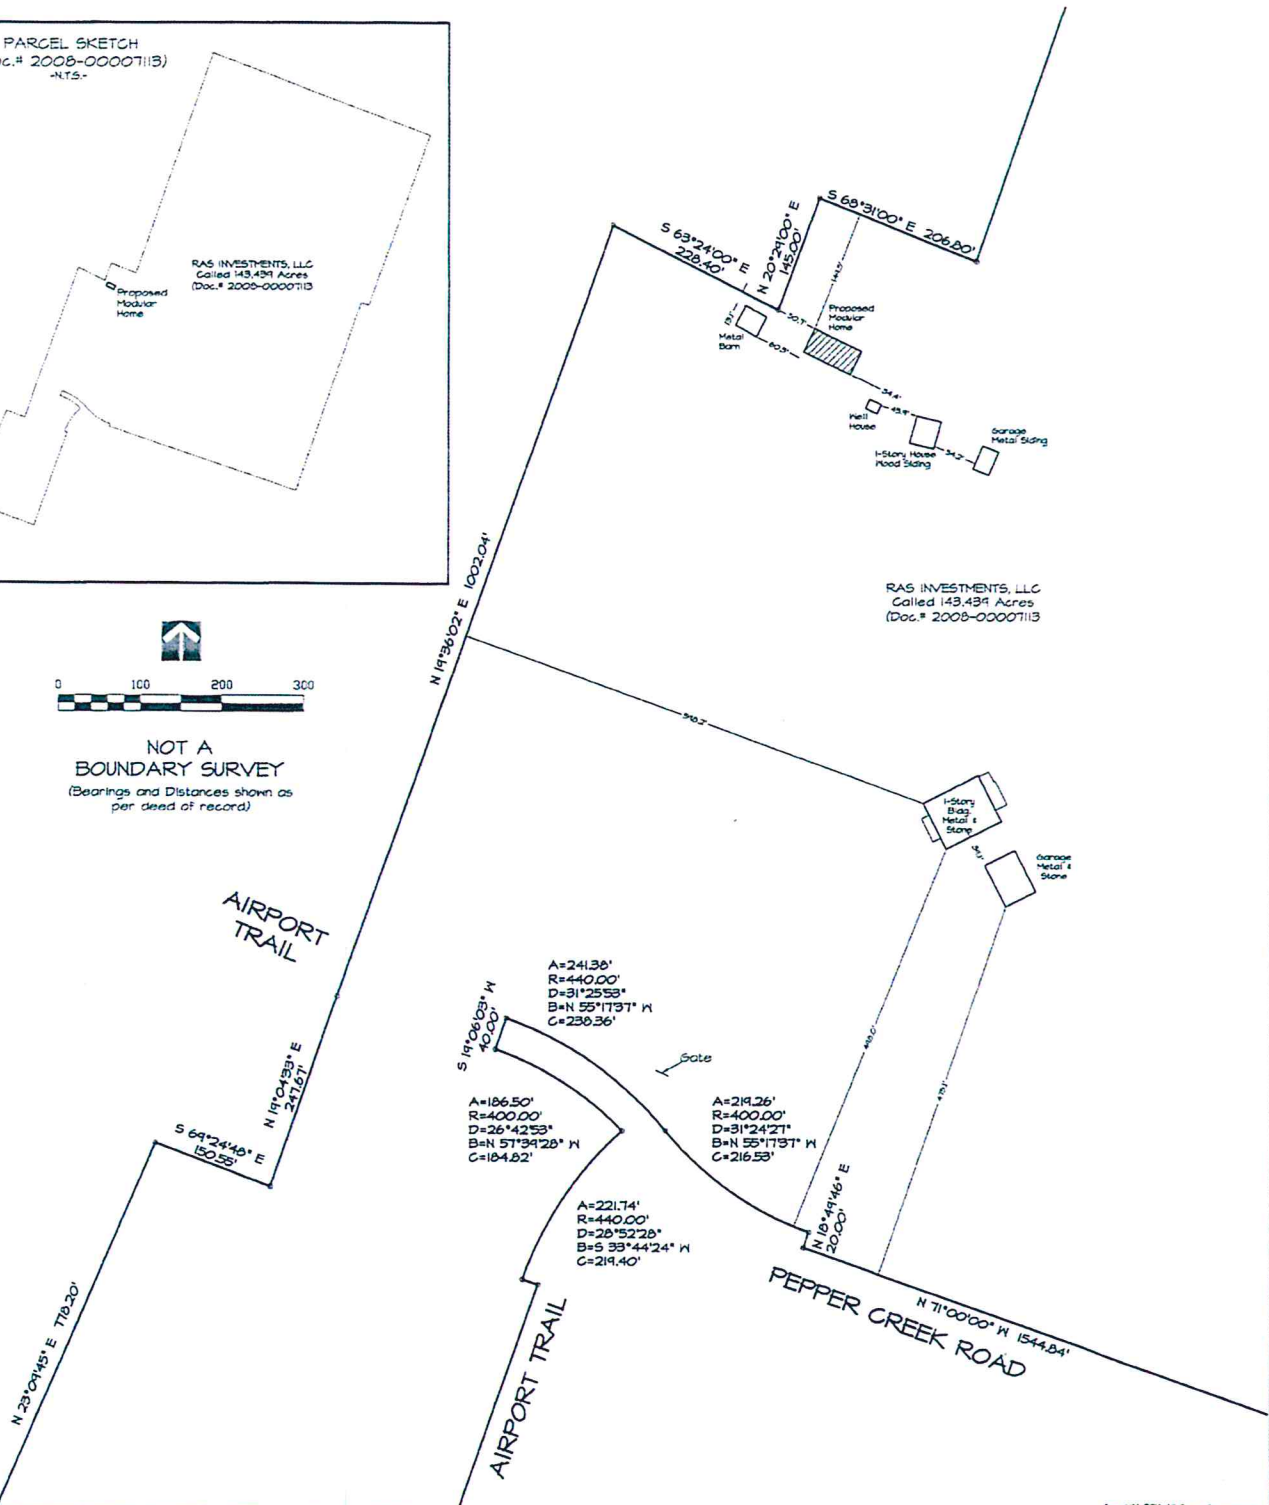 PARCEL SKETCH
2008-00007113)
-N.T.S.-
RAS INVESTMENTS, LLC
Called 143.439 Acres
(Doc.# 2008-00007113
Proposed
Modular
Home
S 68°31'00" E 206.80'
S 63°24'00" E
228.40'
N 20°29'00" E
145.00'
Proposed
Modular
Home
Metal
Barn
Well
House
1-Story House
Wood Siding
Garage
Metal Siding
N 19°36'02" E 1002.04'
RAS INVESTMENTS, LLC
Called 143.439 Acres
(Doc.# 2008-00007113
0 100 200 300
NOT A
BOUNDARY SURVEY
(Bearings and Distances shown as
per deed of record)
1-Story
Bldg.
Metal &
Stone
Garage
Metal &
Stone
AIRPORT
TRAIL
A=241.38'
R=440.00'
D=31°25'53"
B=N 55°17'37" W
C=238.36'
S 19°06'03" W
40.00'
Gate
A=186.50'
R=400.00'
D=26°42'53"
B=N 57°39'28" W
C=184.82'
A=219.26'
R=400.00'
D=31°24'27"
B=N 55°17'37" W
C=216.53'
N 19°04'33" E
247.67'
S 69°24'48" E
150.55'
A=221.74'
R=440.00'
D=28°52'28"
B=S 33°44'24" W
C=219.40'
N 18°49'46" E
20.00'
N 23°09'45" E 778.20'
AIRPORT TRAIL
PEPPER CREEK ROAD
N 71°00'00" W 1544.84'